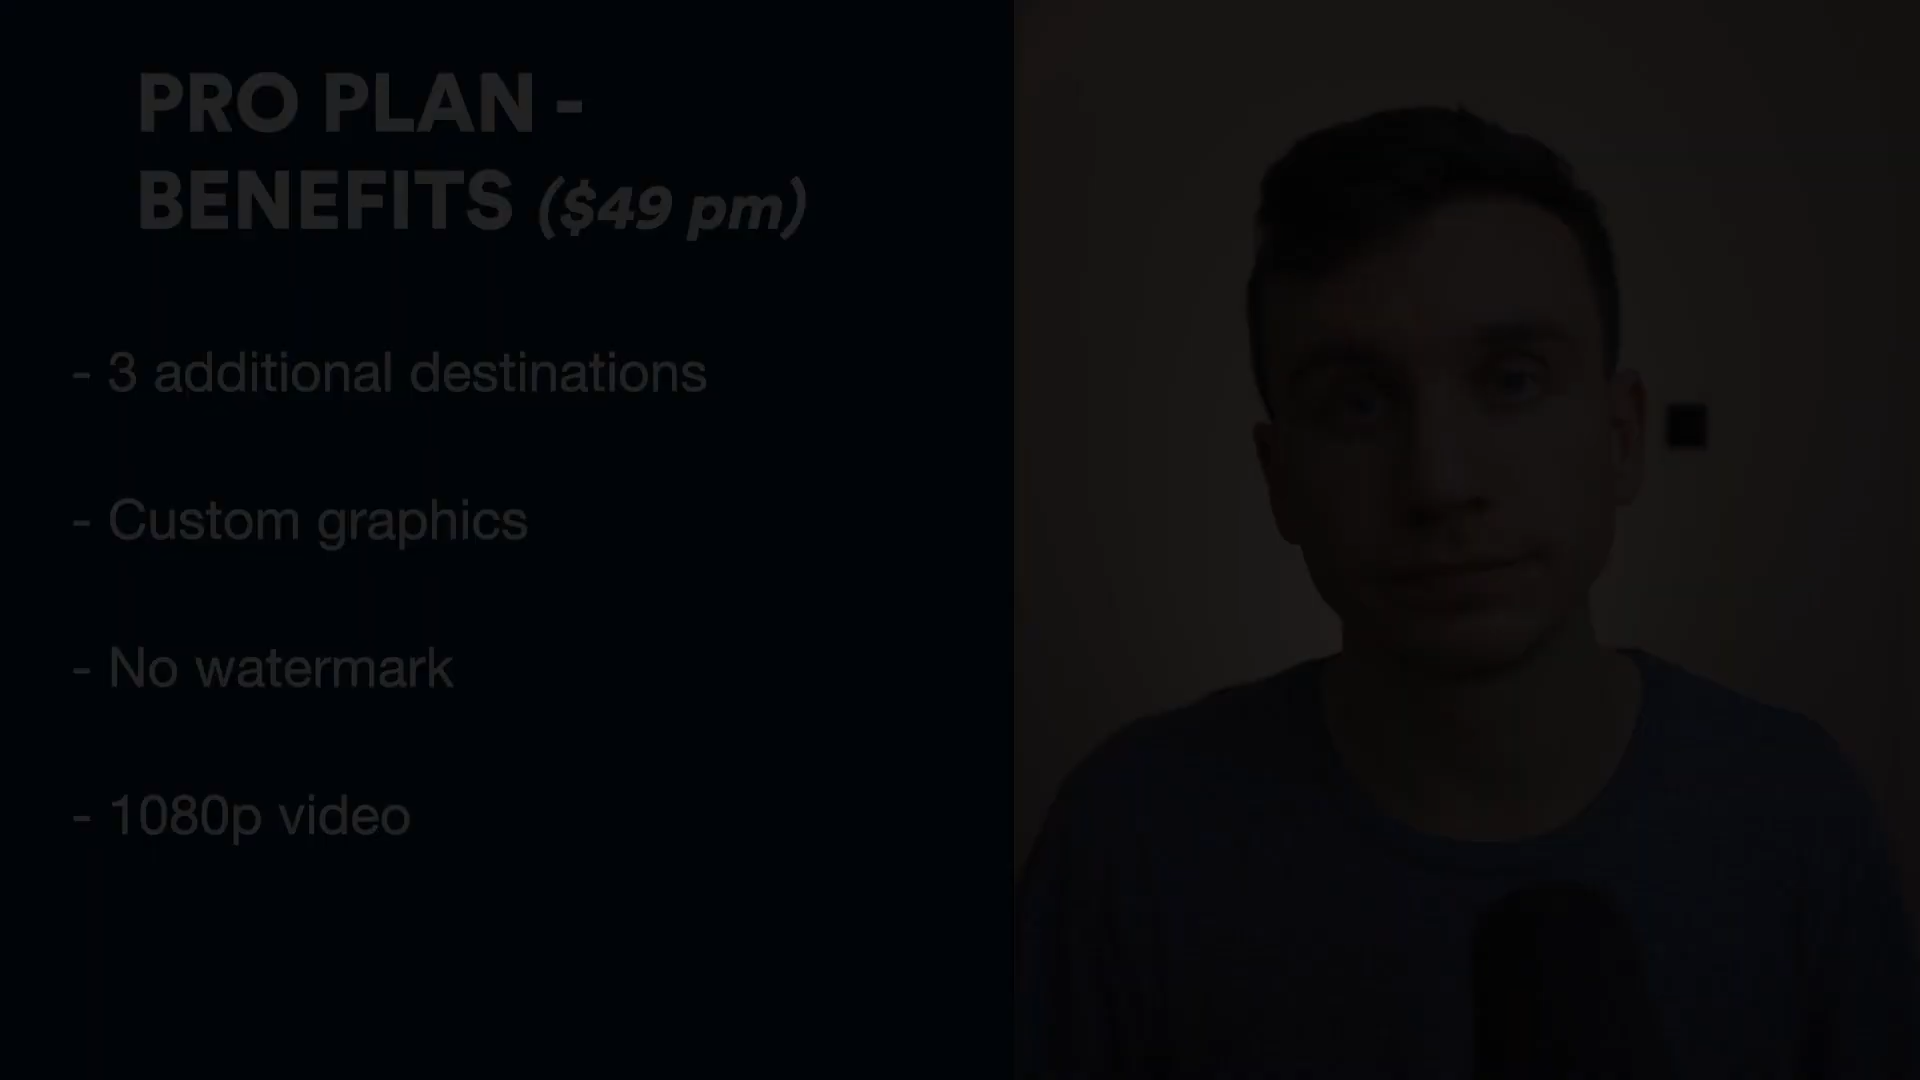 PRO PLAN -
BENEFITS ($49 pm)
- 3 additional destinations
- Custom graphics
- No watermark
- 1080p video